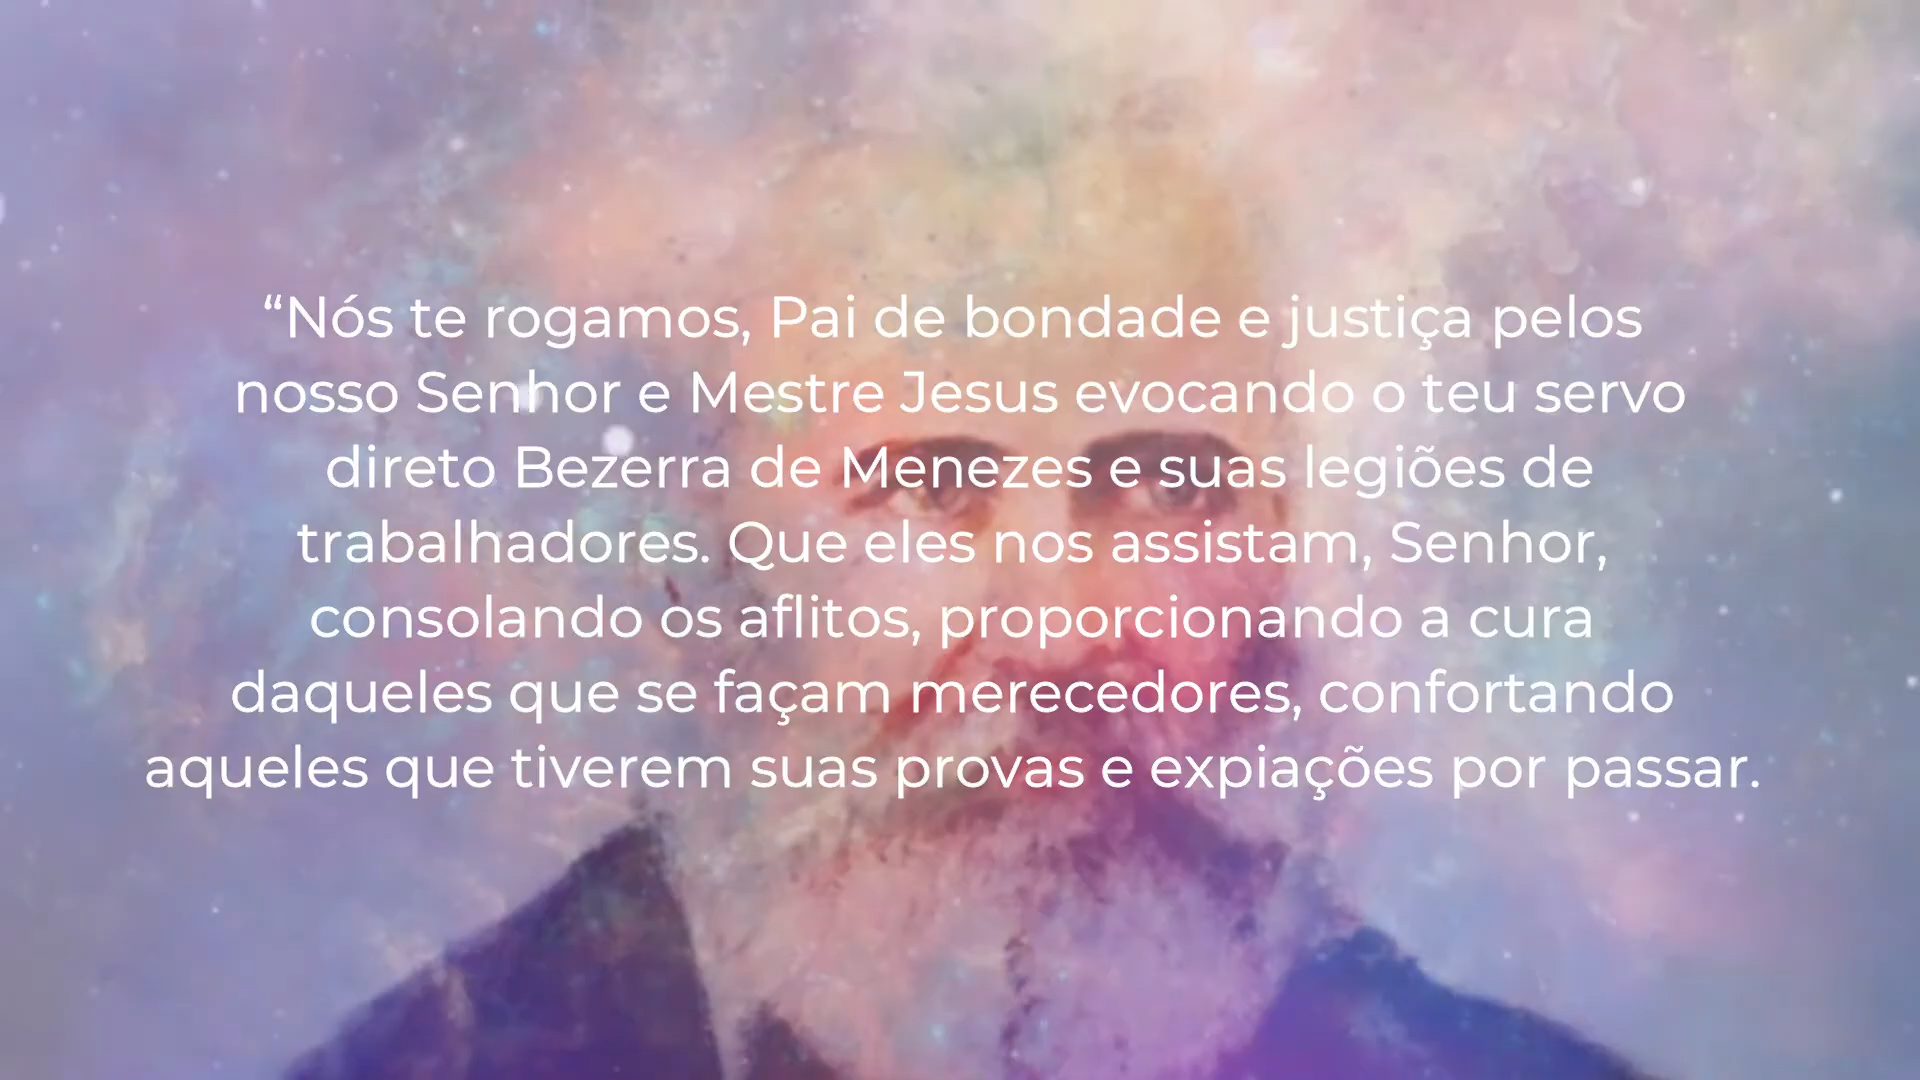 “Nós te rogamos, Pai de bondade e justiça pelos
nosso Senhor e Mestre Jesus evocando o teu servo
direto Bezerra de Menezes e suas legiões de
trabalhadores. Que eles nos assistam, Senhor,
consolando os aflitos, proporcionando a cura
daqueles que se façam merecedores, confortando
aqueles que tiverem suas provas e expiações por passar.